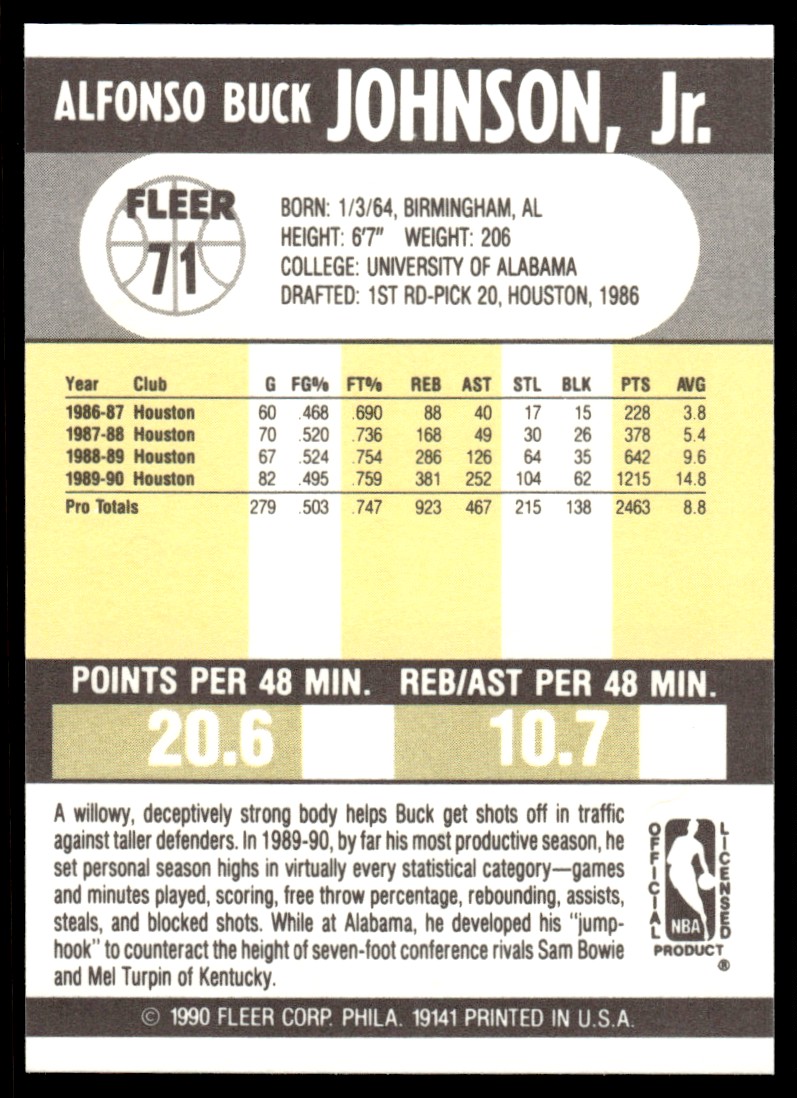 ALFONSO BUCK JOHNSON, Jr.
FLEER
71
BORN: 1/3/64, BIRMINGHAM, AL
HEIGHT: 6'7" WEIGHT: 206
COLLEGE: UNIVERSITY OF ALABAMA
DRAFTED: 1ST RD-PICK 20, HOUSTON, 1986
Year Club G FG% FT% REB AST STL BLK PTS AVG
1986-87 Houston 60 .468 .690 88 40 17 15 228 3.8
1987-88 Houston 70 .520 .736 168 49 30 26 378 5.4
1988-89 Houston 67 .524 .754 286 126 64 35 642 9.6
1989-90 Houston 82 .495 .759 381 252 104 62 1215 14.8
Pro Totals 279 .503 .747 923 467 215 138 2463 8.8
POINTS PER 48 MIN. REB/AST PER 48 MIN.
20.6 10.7
A willowy, deceptively strong body helps Buck get shots off in traffic
against taller defenders. In 1989-90, by far his most productive season, he
set personal season highs in virtually every statistical category—games
and minutes played, scoring, free throw percentage, rebounding, assists,
steals, and blocked shots. While at Alabama, he developed his "jump-
hook" to counteract the height of seven-foot conference rivals Sam Bowie
and Mel Turpin of Kentucky.
OFFICIAL
LICENSED
NBA
PRODUCT
®
© 1990 FLEER CORP. PHILA. 19141 PRINTED IN U.S.A.